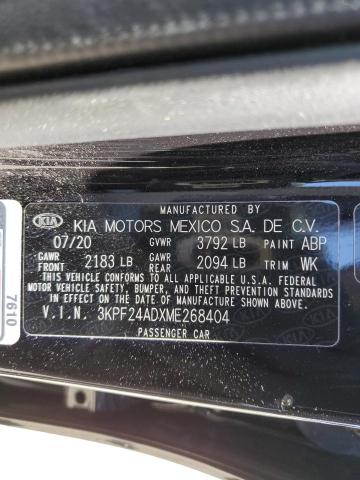 MANUFACTURED BY
KIA KIA MOTORS MEXICO S.A. DE C.V.
07/20 GVWR 3792 LB PAINT ABP
GAWR FRONT 2183 LB GAWR REAR 2094 LB TRIM WK
THIS VEHICLE CONFORMS TO ALL APPLICABLE U.S.A. FEDERAL
MOTOR VEHICLE SAFETY, BUMPER, AND THEFT PREVENTION STANDARDS
IN EFFECT ON THE DATE OF MANUFACTURE SHOWN ABOVE.
V.I.N. 3KPF24ADXME268404
PASSENGER CAR
7610